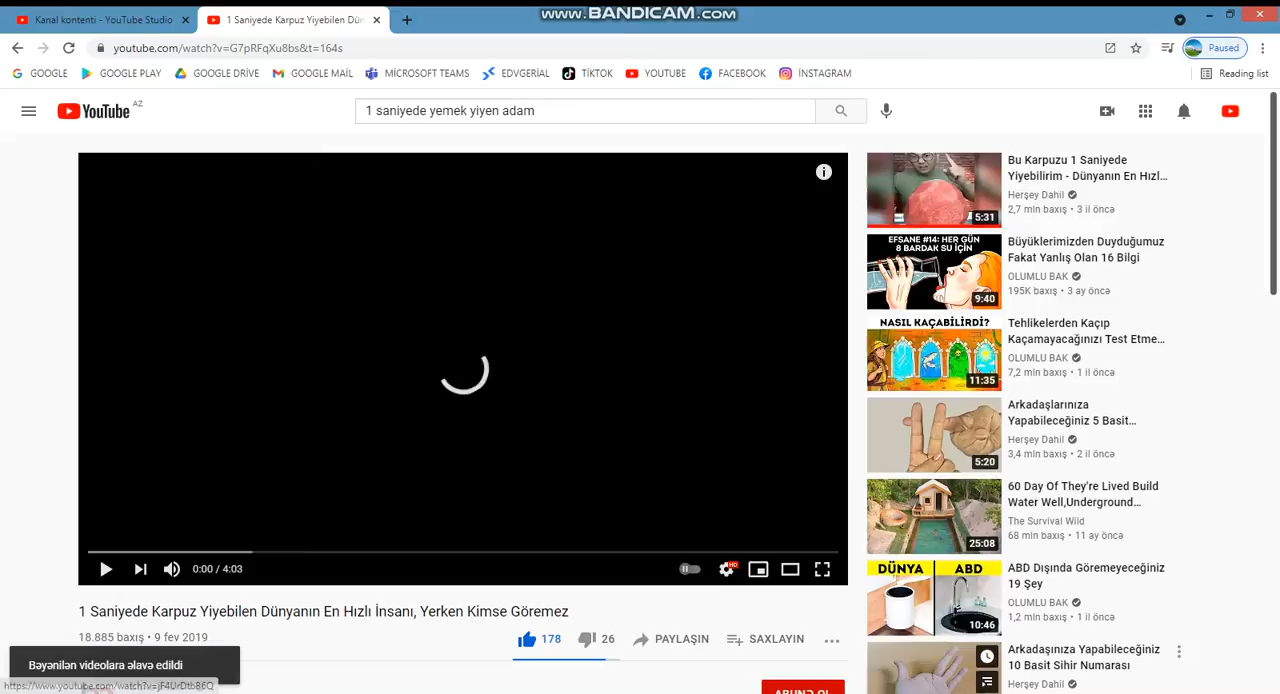 www.BANDICAM.com
Kanal kontenti - YouTube Studio
1 Saniyede Karpuz Yiyebilen Dün
youtube.com/watch?v=G7pRFqXu8bs&t=164s
Paused
GOOGLE
GOOGLE PLAY
GOOGLE DRİVE
GOOGLE MAİL
MİCROSOFT TEAMS
EDVGERİAL
TİKTOK
YOUTUBE
FACEBOOK
İNSTAGRAM
Reading list
YouTube AZ
1 saniyede yemek yiyen adam
Bu Karpuzu 1 Saniyede
Yiyebilirim - Dünyanın En Hızl...
Herşey Dahil
2,7 mln baxış • 3 il öncə
5:31
EFSANE #14: HER GÜN
8 BARDAK SU İÇİN
9:40
Büyüklerimizden Duyduğumuz
Fakat Yanlış Olan 16 Bilgi
OLUMLU BAK
195K baxış • 3 ay öncə
NASIL KAÇABİLİRDİ?
11:35
Tehlikelerden Kaçıp
Kaçamayacağınızı Test Etme...
OLUMLU BAK
7,2 mln baxış • 1 il öncə
5:20
Arkadaşlarınıza
Yapabileceğiniz 5 Basit...
Herşey Dahil
3,4 mln baxış • 2 il öncə
25:08
60 Day Of They're Lived Build
Water Well,Underground...
The Survival Wild
68 mln baxış • 11 ay öncə
DÜNYA ABD
10:46
ABD Dışında Göremeyeceğiniz
19 Şey
OLUMLU BAK
1,2 mln baxış • 1 il öncə
Arkadaşınıza Yapabileceğiniz
10 Basit Sihir Numarası
Herşey Dahil
0:00 / 4:03
HD
1 Saniyede Karpuz Yiyebilen Dünyanın En Hızlı İnsanı, Yerken Kimse Göremez
18.885 baxış • 9 fev 2019
178
26
PAYLAŞIN
SAXLAYIN
Bəyənilən videolara əlavə edildi
https://www.youtube.com/watch?v=jF4UrDtbB6Q
ABUNƏ OL